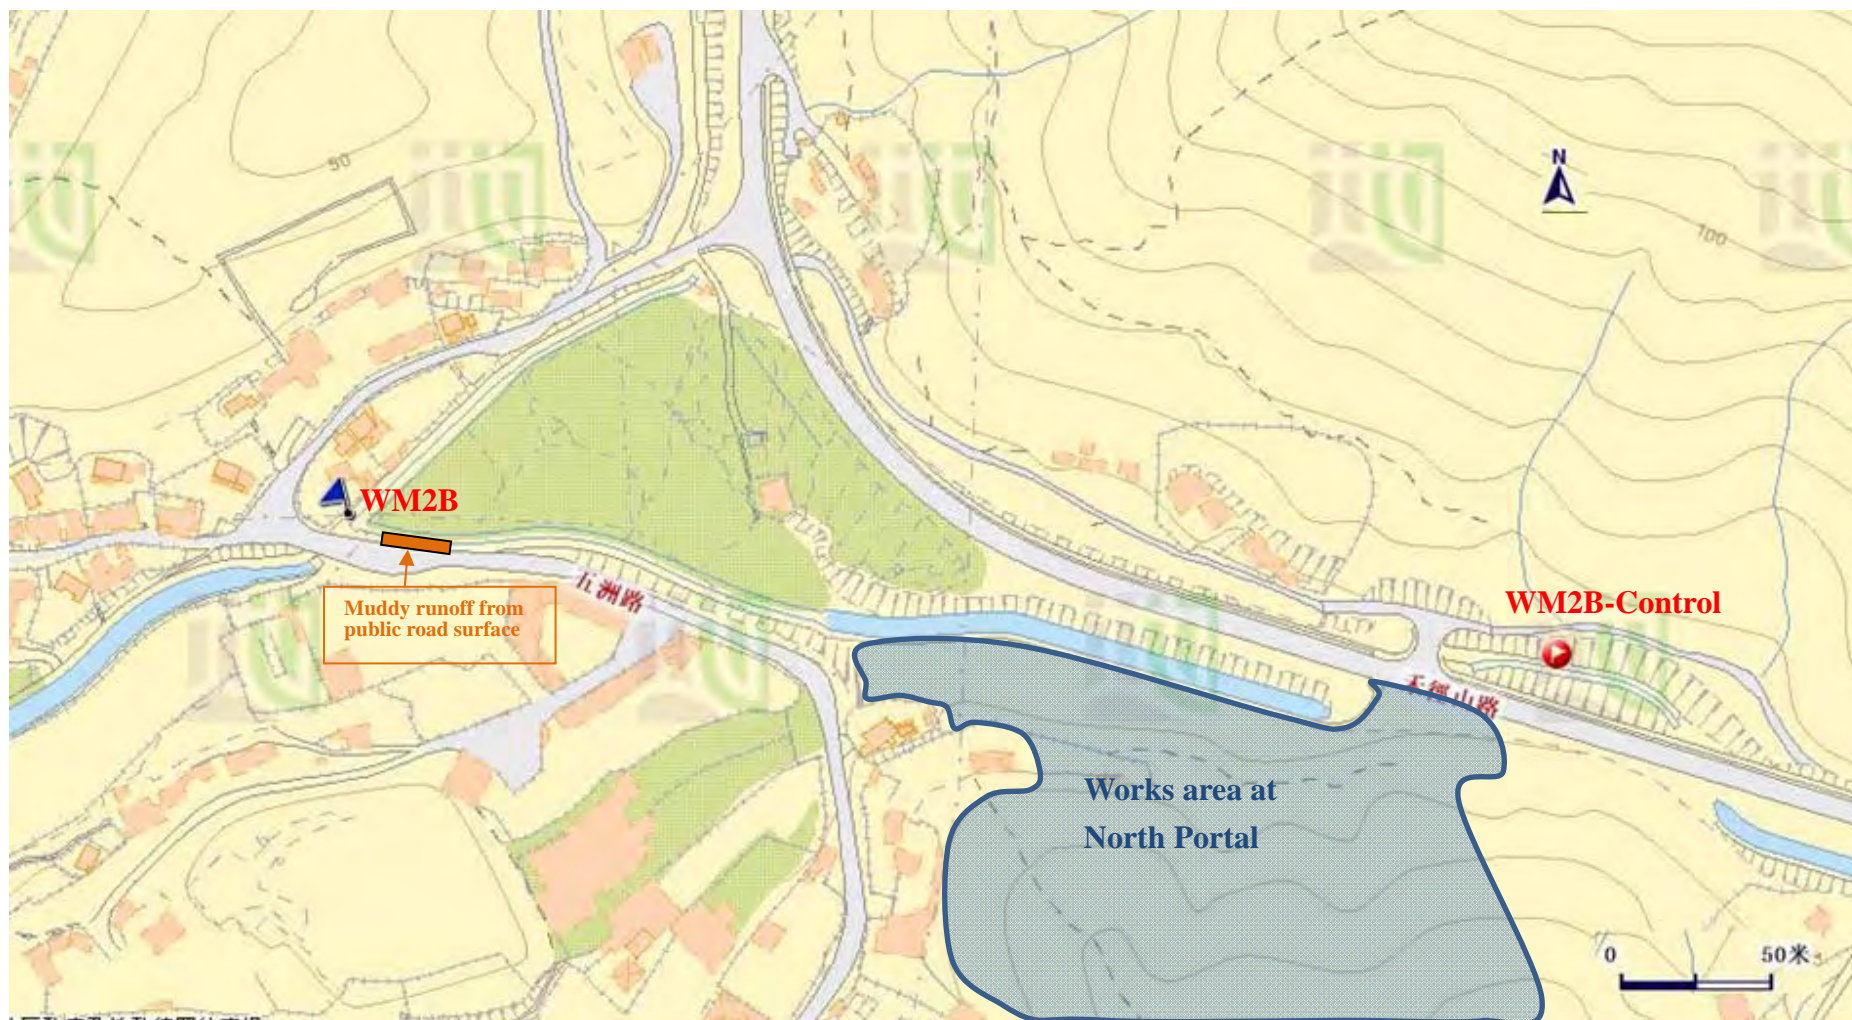 50
N
100
WM2B
Muddy runoff from
public road surface
五洲路
WM2B-Control
Works area at
North Portal
0
50米